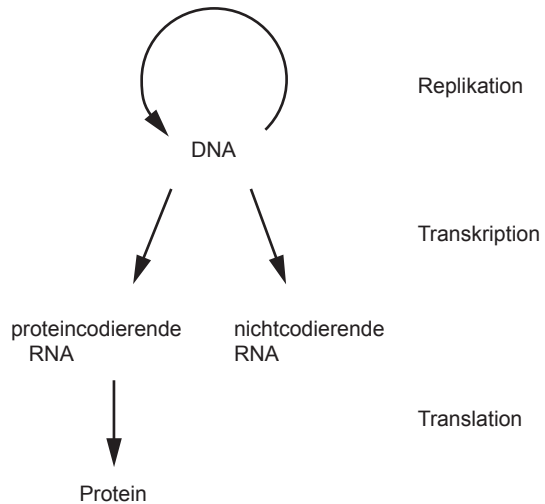 Replikation
DNA
Transkription
proteincodierende
RNA
nichtcodierende
RNA
Translation
Protein